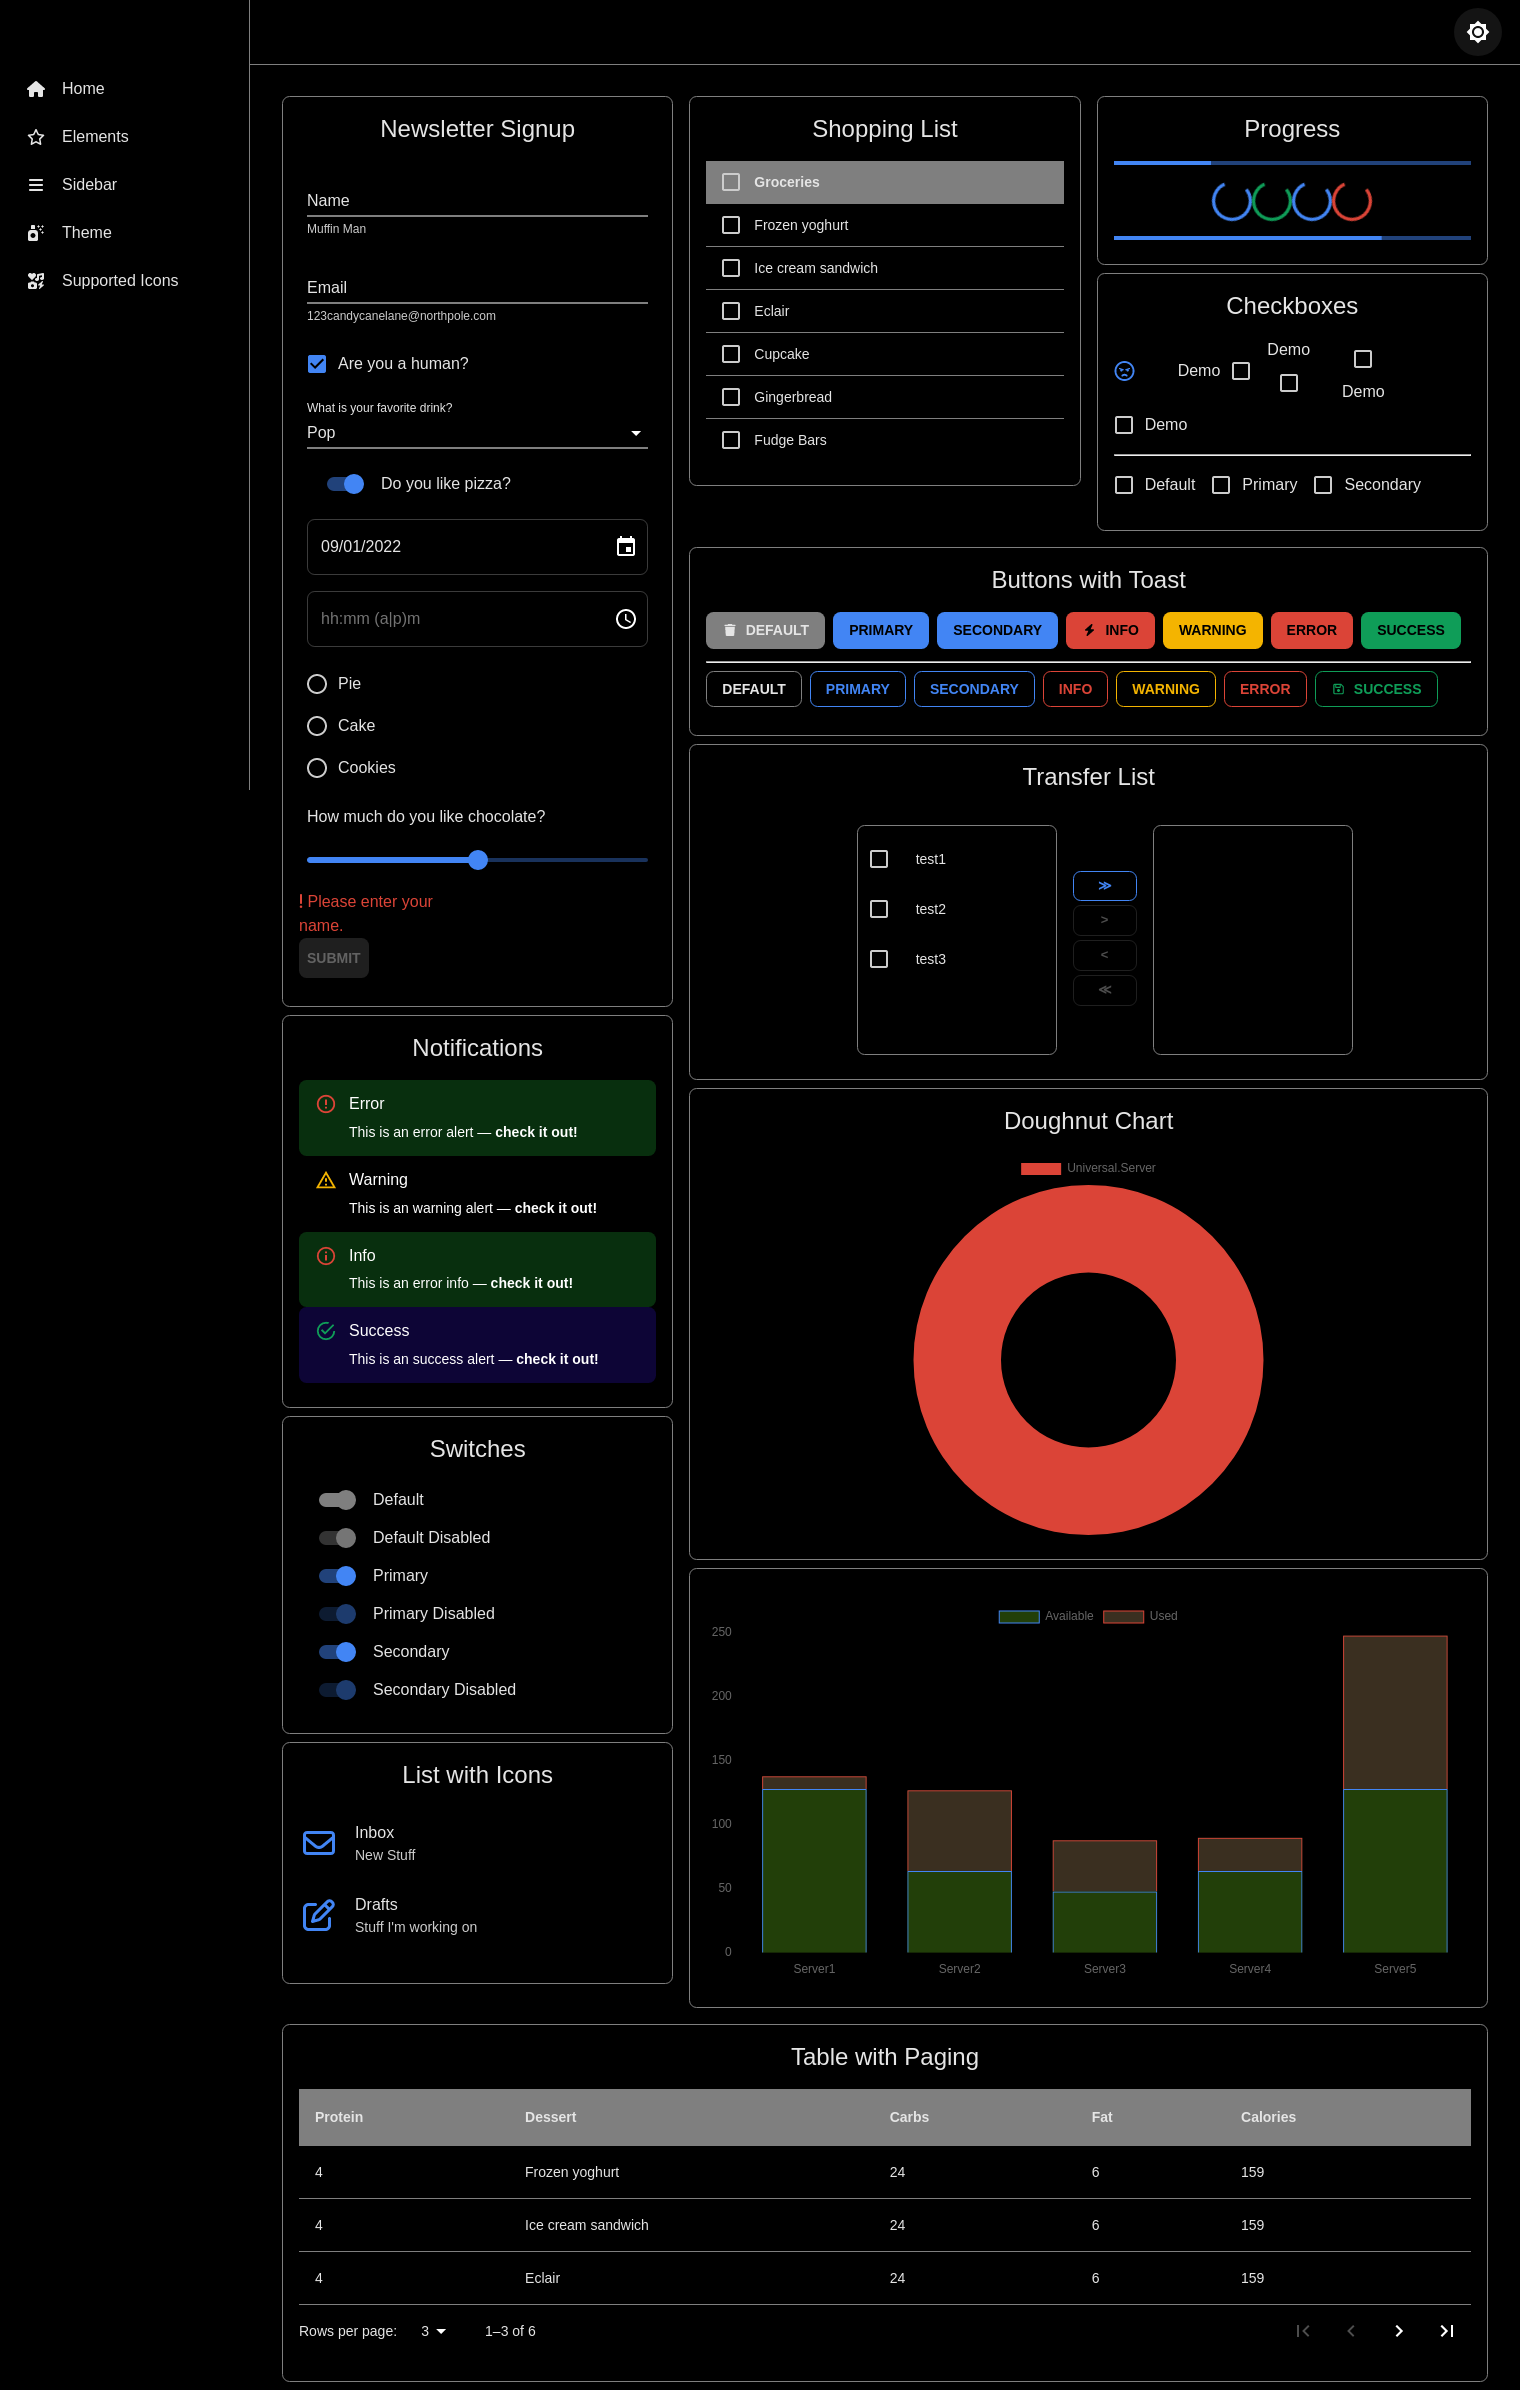 Home
Elements
Sidebar
Theme
Supported Icons
Newsletter Signup
Name
Muffin Man
Email
123candycanelane@northpole.com
Are you a human?
What is your favorite drink?
Pop
Do you like pizza?
09/01/2022
hh:mm (a|p)m
Pie
Cake
Cookies
How much do you like chocolate?
! Please enter your
name.
SUBMIT
Notifications
Error
This is an error alert — check it out!
Warning
This is an warning alert — check it out!
Info
This is an error info — check it out!
Success
This is an success alert — check it out!
Switches
Default
Default Disabled
Primary
Primary Disabled
Secondary
Secondary Disabled
List with Icons
Inbox
New Stuff
Drafts
Stuff I'm working on
Shopping List
Groceries
Frozen yoghurt
Ice cream sandwich
Eclair
Cupcake
Gingerbread
Fudge Bars
Progress
Checkboxes
Demo
Demo
Demo
Demo
Default Primary Secondary
Buttons with Toast
DEFAULT PRIMARY SECONDARY INFO WARNING ERROR SUCCESS
DEFAULT PRIMARY SECONDARY INFO WARNING ERROR SUCCESS
Transfer List
test1
test2
test3
≫
>
<
≪
Doughnut Chart
Universal.Server
Available Used
250
200
150
100
50
0
Server1 Server2 Server3 Server4 Server5
Table with Paging
Protein Dessert Carbs Fat Calories
4 Frozen yoghurt 24 6 159
4 Ice cream sandwich 24 6 159
4 Eclair 24 6 159
Rows per page: 3 1–3 of 6